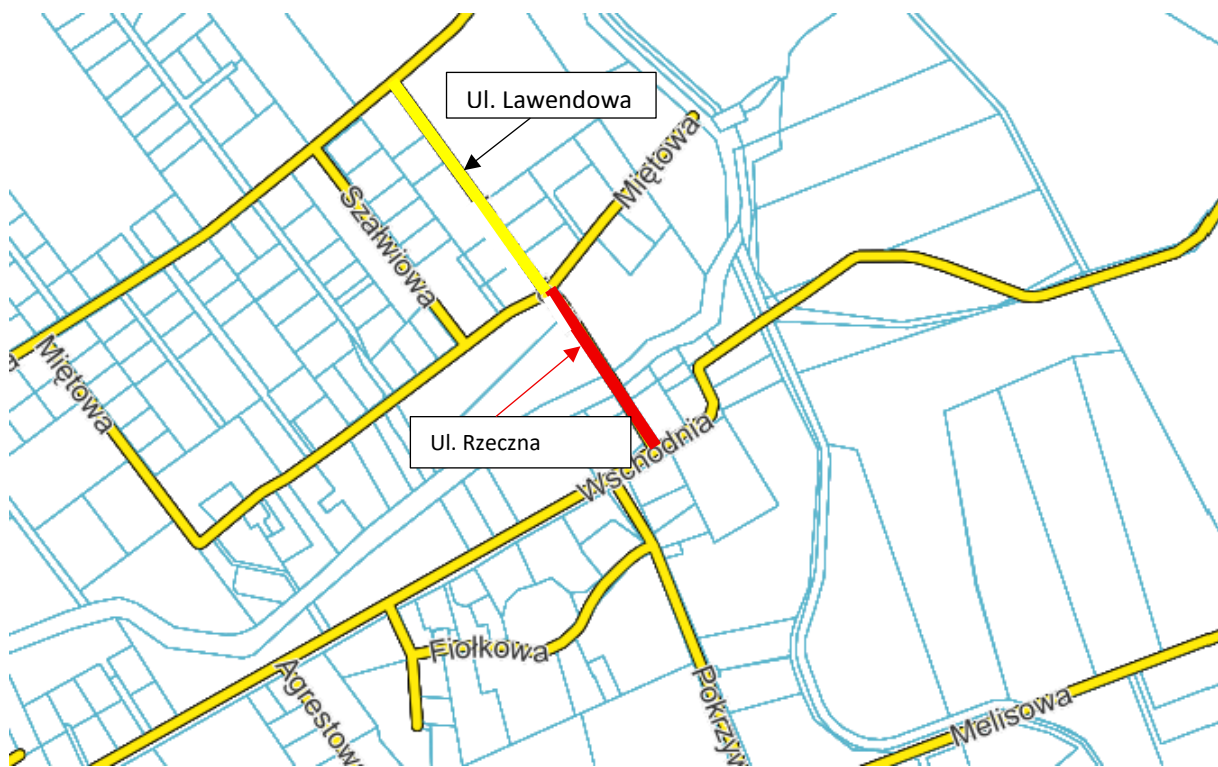 Ul. Lawendowa
Miętowa
Szałwiowa
Miętowa
Ul. Rzeczna
Wschodnia
Fiołkowa
Agrestowa
Pokrzyw
Melisowa